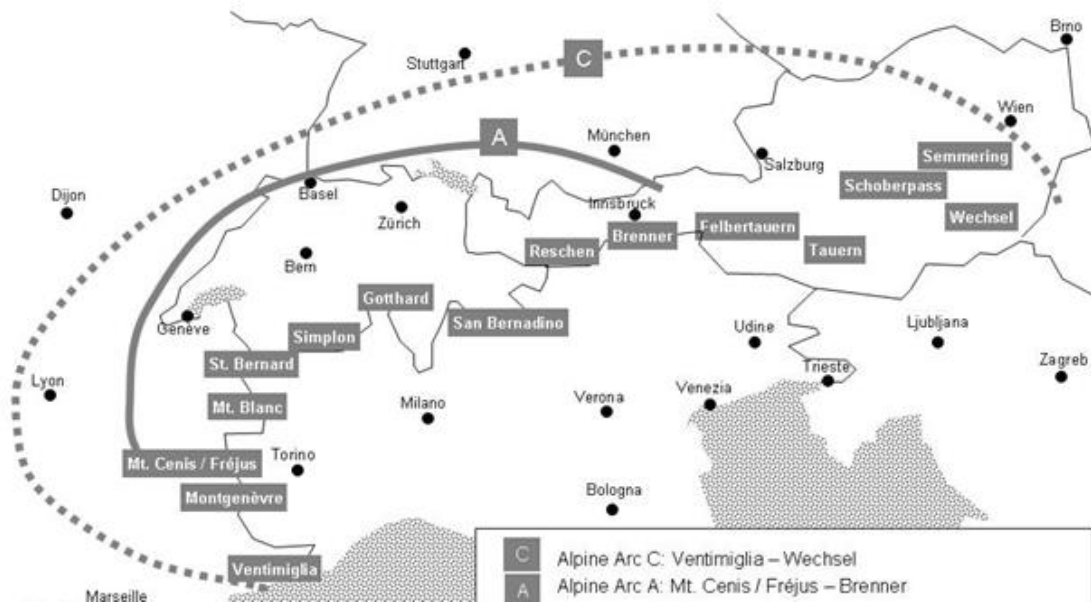 Brno
Stuttgart
C
Wien
A
München
Semmering
Salzburg
Schoberpass
Basel
Dijon
Zürich
Innsbruck
Felbertauern
Wechsel
Brenner
Reschen
Tauern
Bern
Gotthard
Genève
Simplon
San Bernadino
Udine
Ljubljana
St. Bernard
Trieste
Zagreb
Lyon
Mt. Blanc
Milano
Verona
Venezia
Mt. Cenis / Fréjus
Torino
Montgenèvre
Bologna
C Alpine Arc C: Ventimiglia – Wechsel
Ventimiglia
A Alpine Arc A: Mt. Cenis / Fréjus – Brenner
Marseille